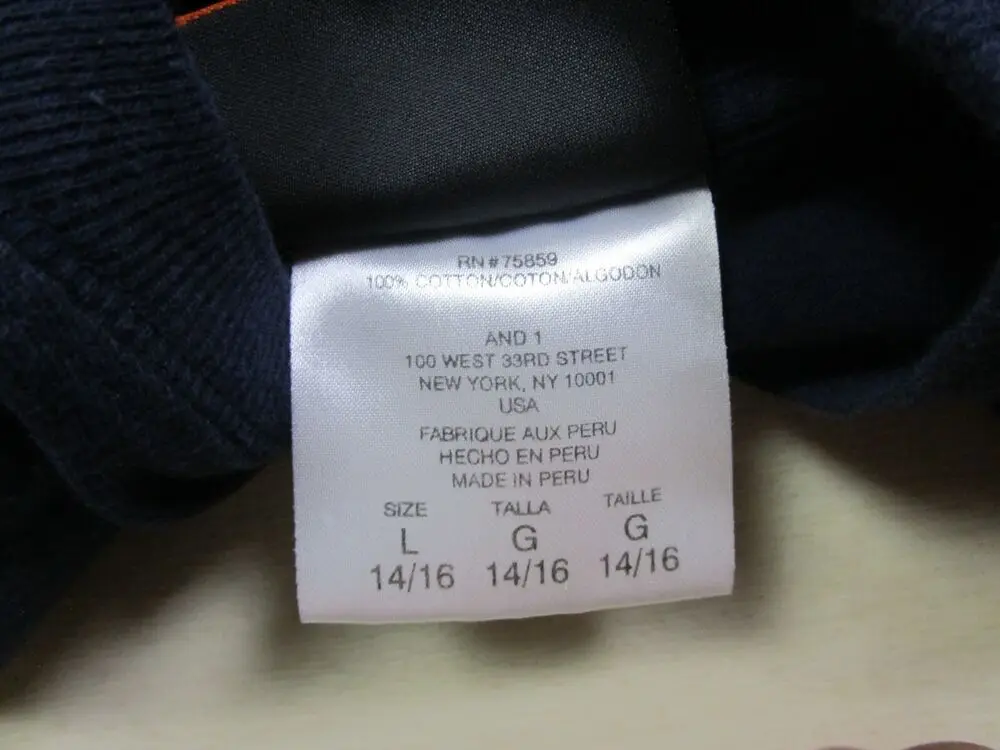 RN # 75859
100% COTTON/COTON/ALGODON
AND 1
100 WEST 33RD STREET
NEW YORK, NY 10001
USA
FABRIQUE AUX PERU
HECHO EN PERU
MADE IN PERU
SIZE TALLA TAILLE
L G G
14/16 14/16 14/16